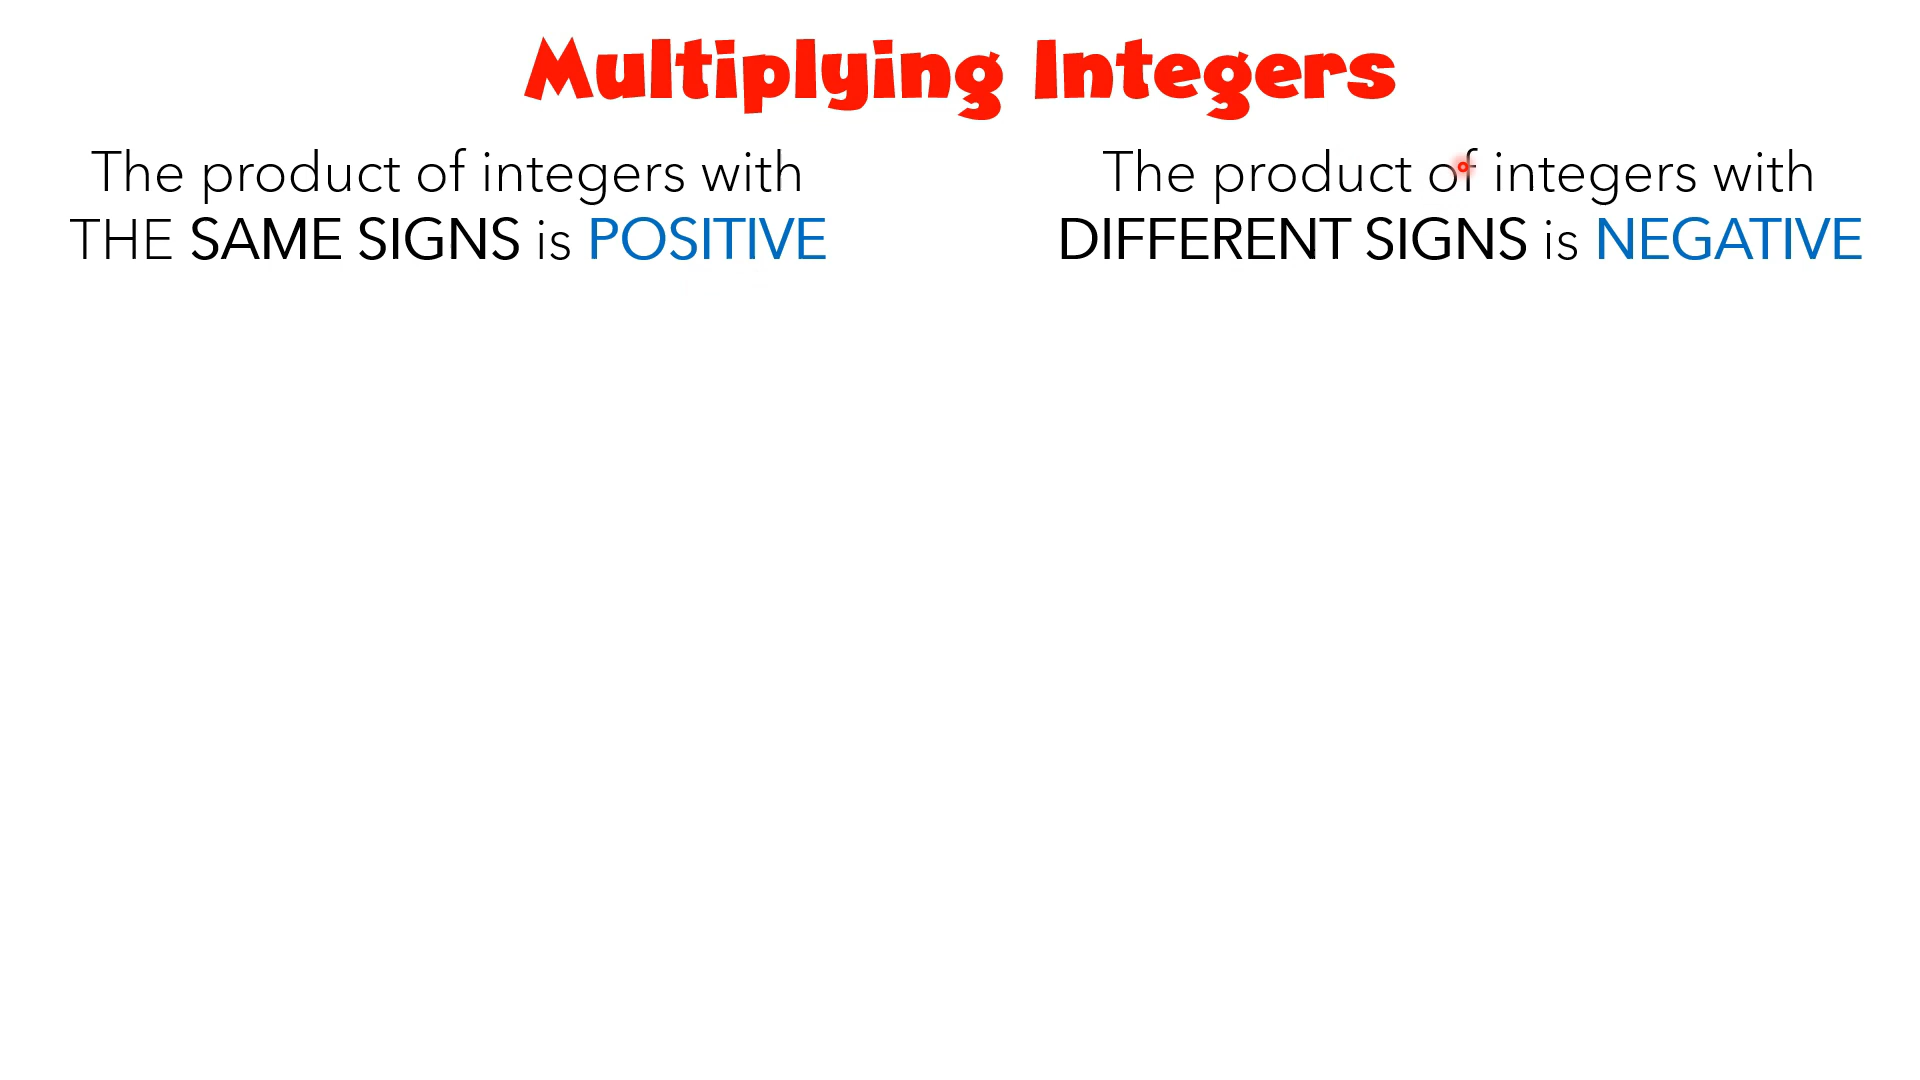 Multiplying Integers
The product of integers with
THE SAME SIGNS is POSITIVE
The product of integers with
DIFFERENT SIGNS is NEGATIVE